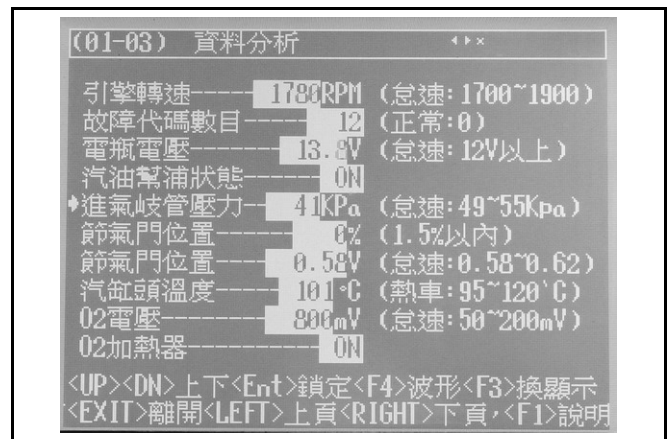 (01-03) 資料分析
引擎轉速-----1780RPM (怠速:1700~1900)
故障代碼數目-----12 (正常:0)
電瓶電壓-------13.8V (怠速:12V以上)
汽油幫浦狀態-------ON
進氣歧管壓力--41KPa (怠速:49~55Kpa)
節氣門位置-------0% (1.5%以內)
節氣門位置-----0.58V (怠速:0.58~0.62)
汽缸頭溫度-----101°C (熱車:95~120`C)
O2電壓---------800mV (怠速:50~200mV)
O2加熱器---------ON
<UP><DN>上下<Ent>鎖定<F4>波形<F3>換顯示
<EXIT>離開<LEFT>上頁<RIGHT>下頁,<F1>說明